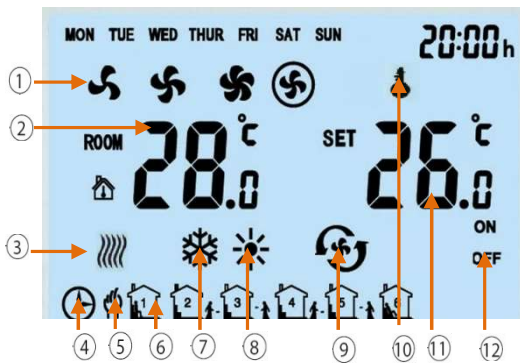 MON TUE WED THUR FRI SAT SUN 20:00h
①
② ROOM 28.0℃ SET 26.0℃
③
ON
OFF
1 2 3 4 5 6
④ ⑤ ⑥ ⑦ ⑧ ⑨ ⑩ ⑪ ⑫